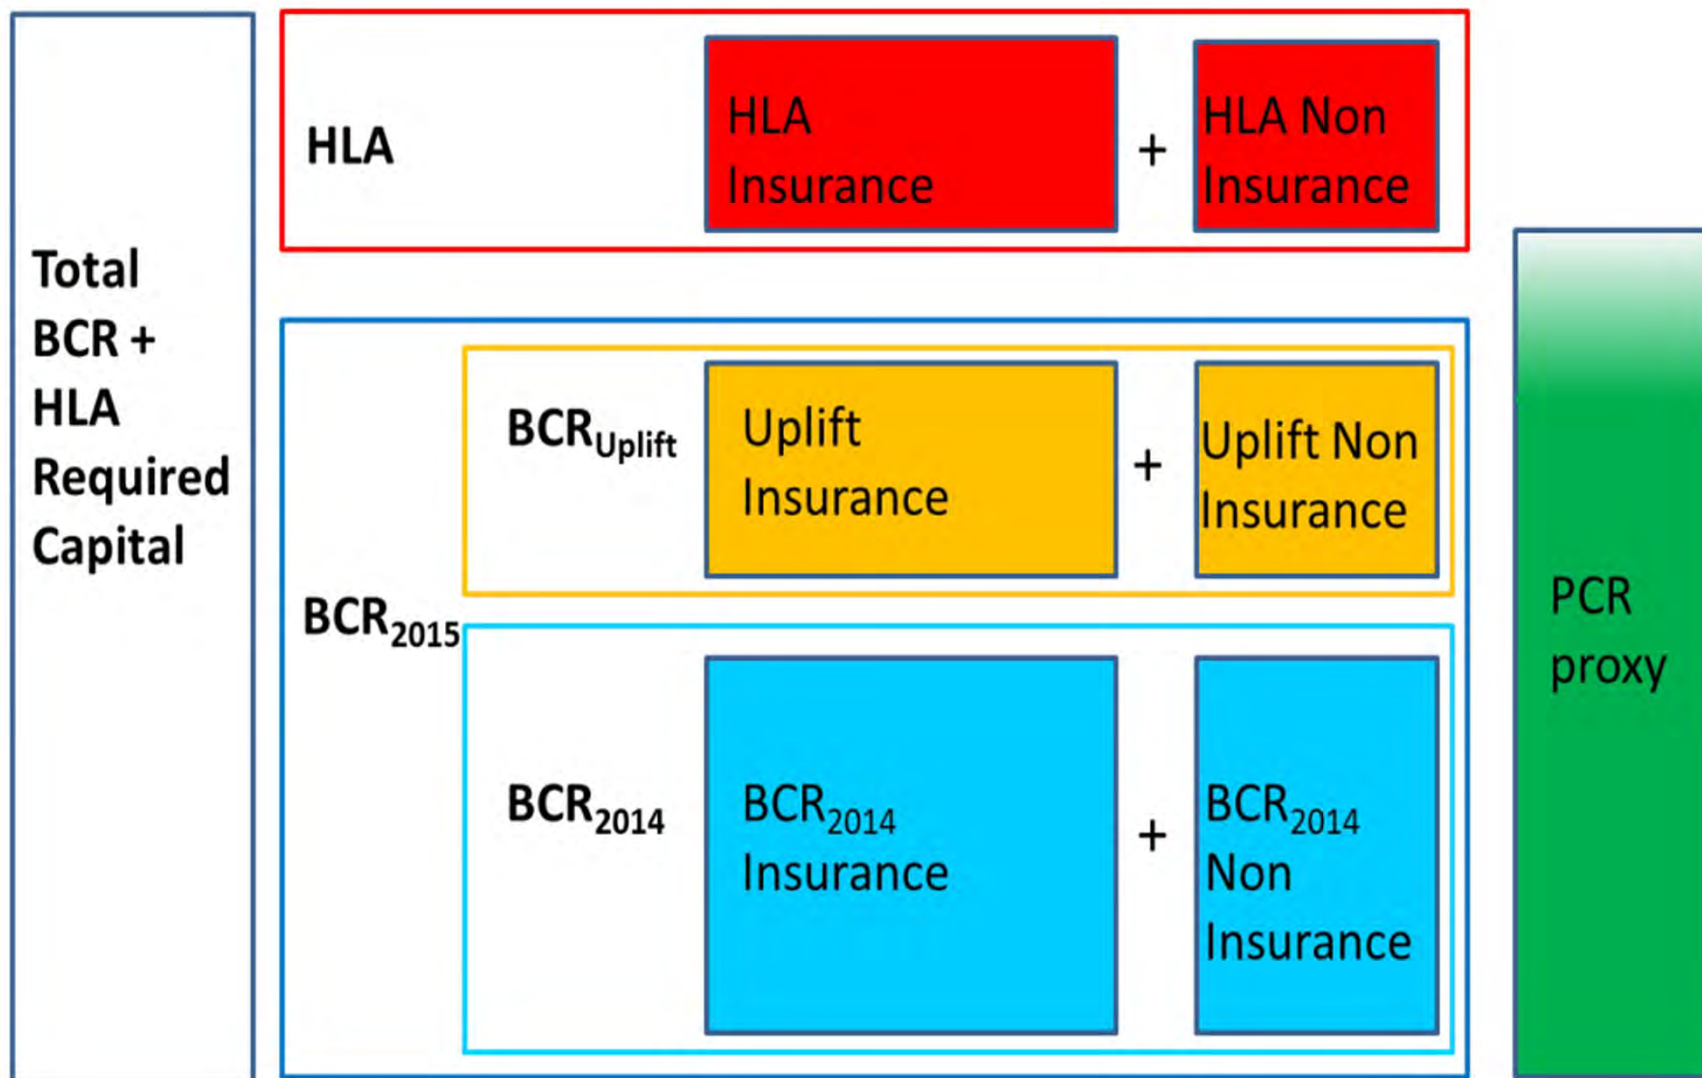 Total
BCR +
HLA
Required
Capital
HLA
HLA
Insurance
+
HLA Non
Insurance
BCR2015
BCRUplift
Uplift
Insurance
+
Uplift Non
Insurance
BCR2014
BCR2014
Insurance
+
BCR2014
Non
Insurance
PCR
proxy